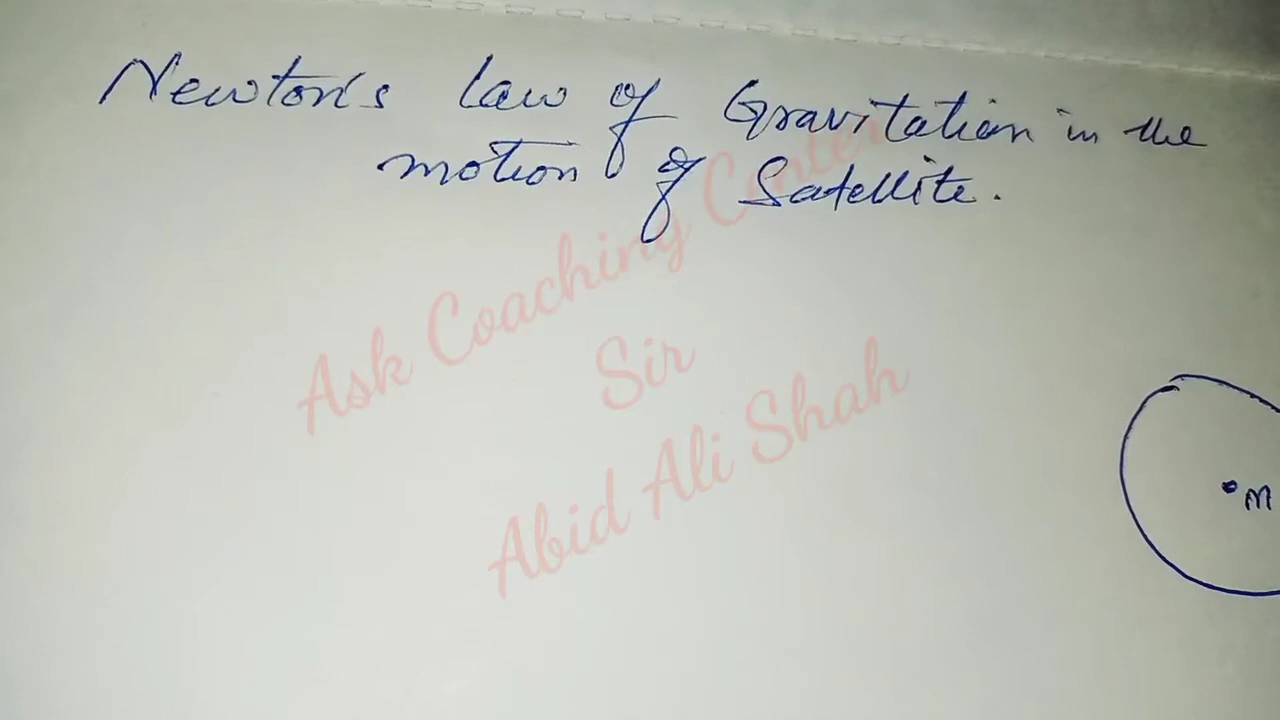 Newton's law of Gravitation in the
motion of Satellite.
Ask Coaching Center
Sir
Abid Ali Shah
m